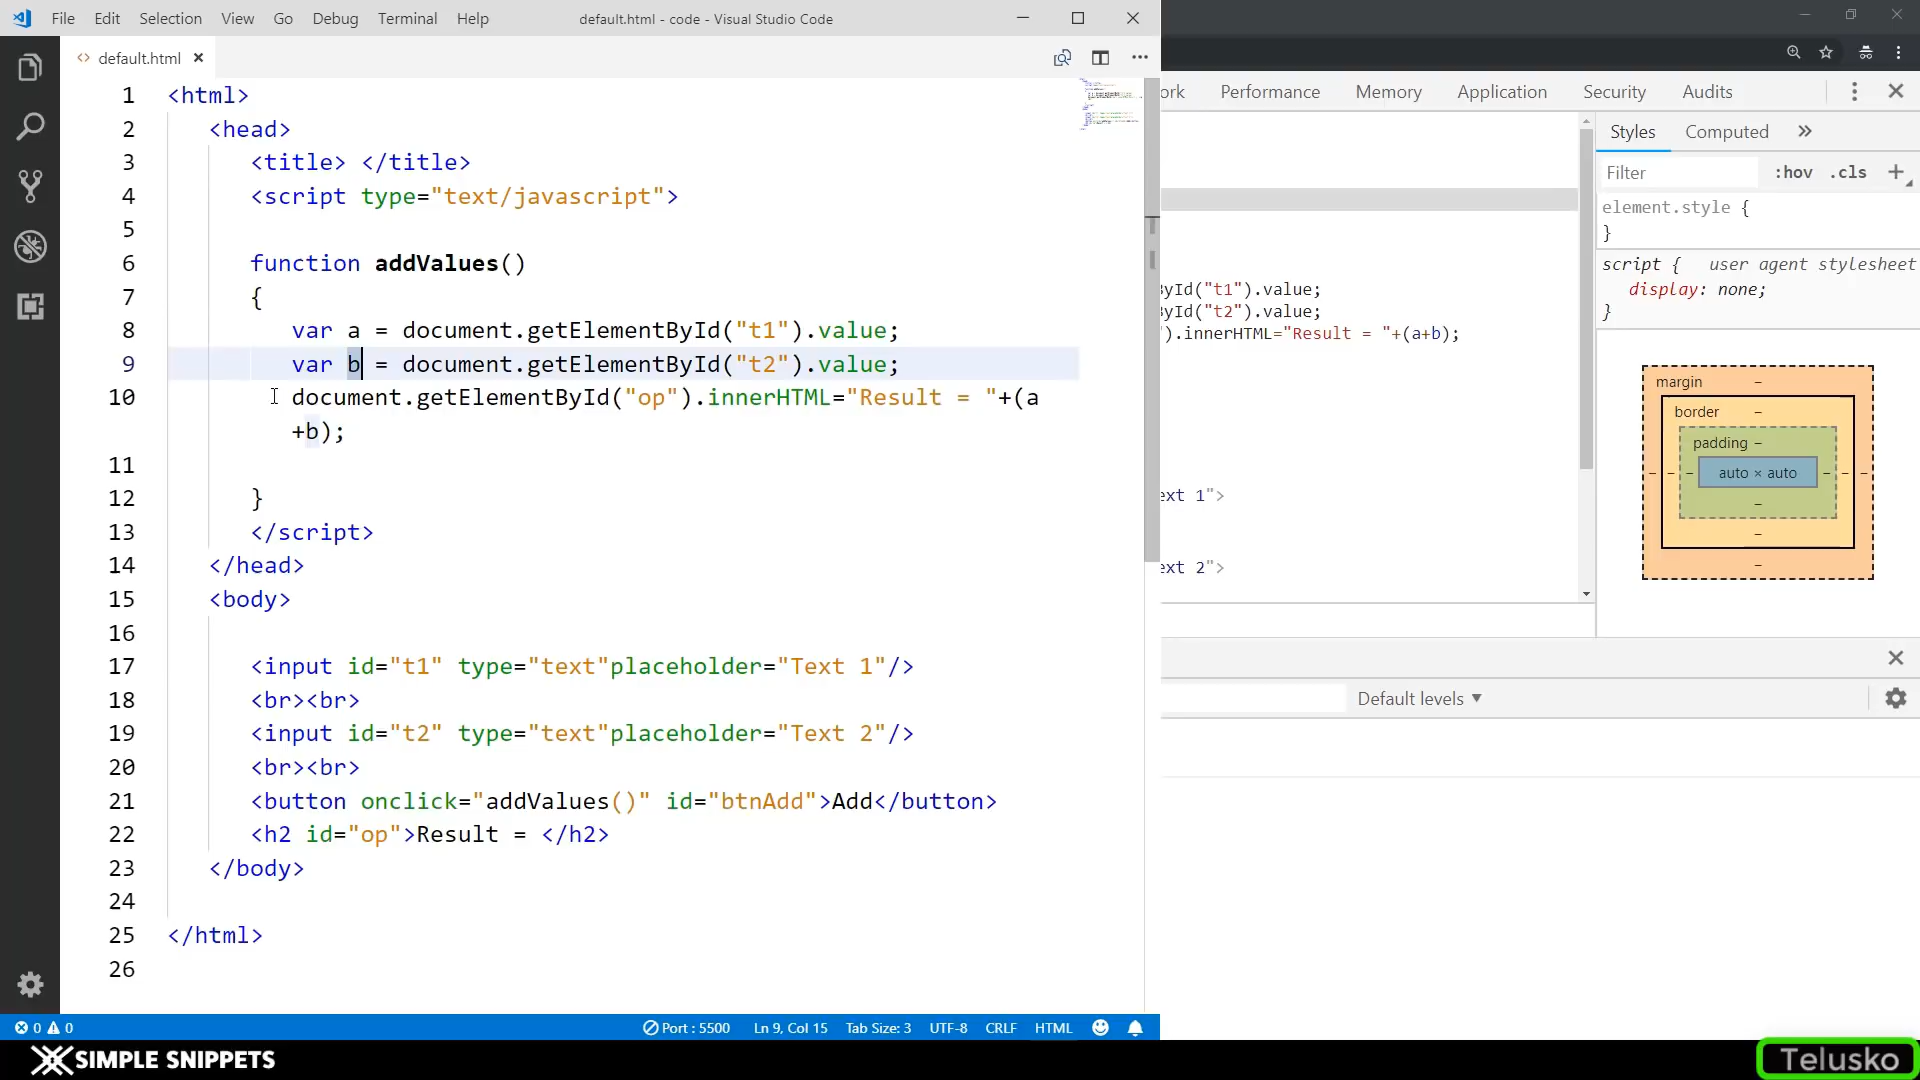 File Edit Selection View Go Debug Terminal Help default.html - code - Visual Studio Code
default.html
1 <html>
2 <head>
3 <title> </title>
4 <script type="text/javascript">
5
6 function addValues()
7 {
8 var a = document.getElementById("t1").value;
9 var b = document.getElementById("t2").value;
10 document.getElementById("op").innerHTML="Result = "+(a
+b);
11
12 }
13 </script>
14 </head>
15 <body>
16
17 <input id="t1" type="text"placeholder="Text 1"/>
18 <br><br>
19 <input id="t2" type="text"placeholder="Text 2"/>
20 <br><br>
21 <button onclick="addValues()" id="btnAdd">Add</button>
22 <h2 id="op">Result = </h2>
23 </body>
24
25 </html>
26
0 0 Port : 5500 Ln 9, Col 15 Tab Size: 3 UTF-8 CRLF HTML
ork Performance Memory Application Security Audits
yId("t1").value;
yId("t2").value;
).innerHTML="Result = "+(a+b);
ext 1">
ext 2">
Styles Computed »
Filter :hov .cls +
element.style {
}
script { user agent stylesheet
display: none;
}
margin –
border –
padding –
– – – auto × auto – – –
–
–
–
Default levels ▼
SIMPLE SNIPPETS
Telusko